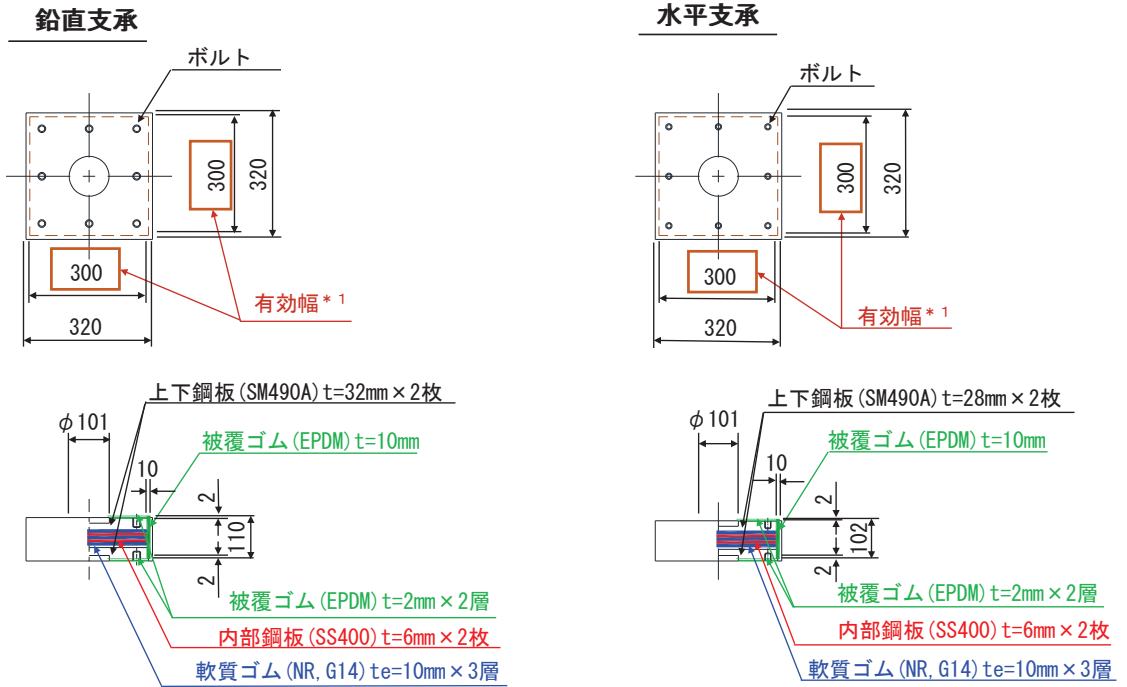 鉛直支承
ボルト
300
320
300
有効幅*1
320
上下鋼板(SM490A)t=32mm×2枚
φ101
被覆ゴム(EPDM)t=10mm
10
2
110
2
被覆ゴム(EPDM)t=2mm×2層
内部鋼板(SS400)t=6mm×2枚
軟質ゴム(NR,G14)te=10mm×3層
水平支承
ボルト
300
320
300
有効幅*1
320
上下鋼板(SM490A)t=28mm×2枚
φ101
被覆ゴム(EPDM)t=10mm
10
2
102
2
被覆ゴム(EPDM)t=2mm×2層
内部鋼板(SS400)t=6mm×2枚
軟質ゴム(NR,G14)te=10mm×3層